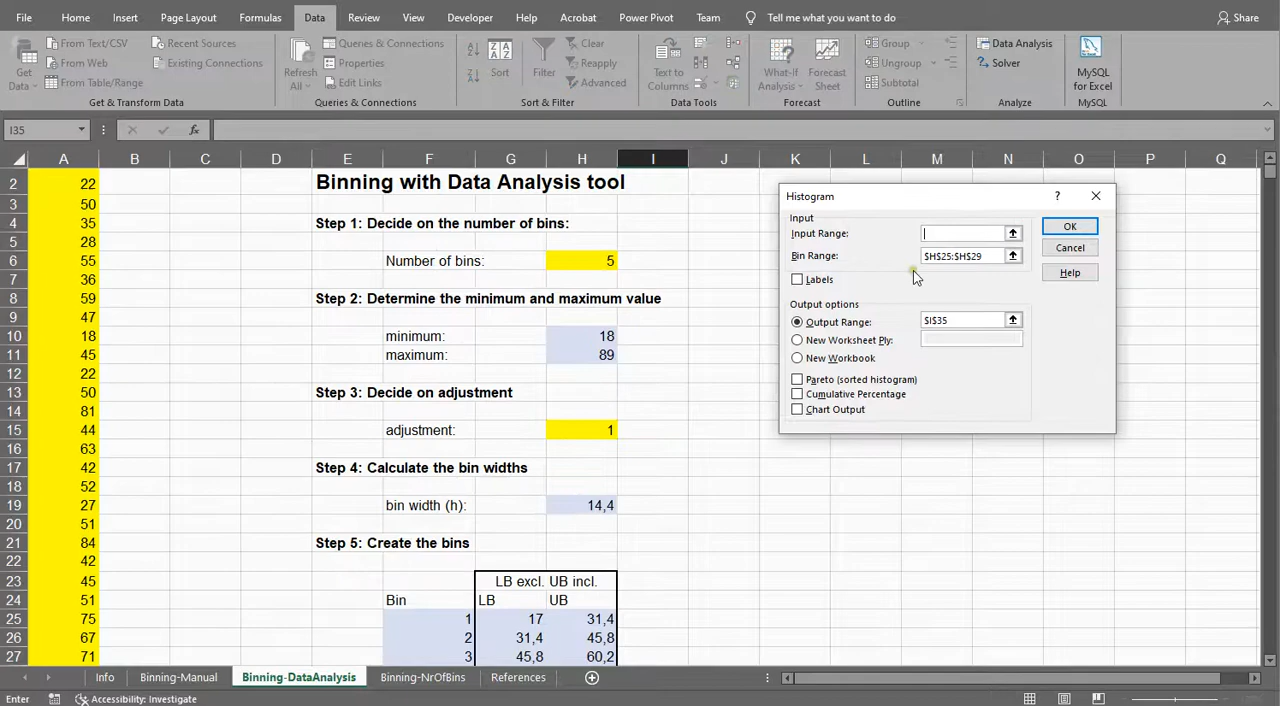 File Home Insert Page Layout Formulas Data Review View Developer Help Acrobat Power Pivot Team Tell me what you want to do Share
From Text/CSV Recent Sources Queries & Connections Clear Group Data Analysis
From Web Existing Connections Properties Reapply Ungroup Solver
From Table/Range Edit Links Advanced Subtotal
Get Data Refresh All Sort Filter Text to Columns What-If Analysis Forecast Sheet MySQL for Excel
Get & Transform Data Queries & Connections Sort & Filter Data Tools Forecast Outline Analyze MySQL
I35 fx
A B C D E F G H I J K L M N O P Q
2 22 Binning with Data Analysis tool
3 50
4 35 Step 1: Decide on the number of bins:
5 28
6 55 Number of bins: 5
7 36
8 59 Step 2: Determine the minimum and maximum value
9 47
10 18 minimum: 18
11 45 maximum: 89
12 22
13 50 Step 3: Decide on adjustment
14 81
15 44 adjustment: 1
16 63
17 42 Step 4: Calculate the bin widths
18 52
19 27 bin width (h): 14,4
20 51
21 84 Step 5: Create the bins
22 42
23 45 LB excl. UB incl.
24 51 Bin LB UB
25 75 1 17 31,4
26 67 2 31,4 45,8
27 71 3 45,8 60,2
Histogram ?
Input
Input Range: OK
Bin Range: $H$25:$H$29 Cancel
Labels Help
Output options
Output Range: $I$35
New Worksheet Ply:
New Workbook
Pareto (sorted histogram)
Cumulative Percentage
Chart Output
Info Binning-Manual Binning-DataAnalysis Binning-NrOfBins References
Enter Accessibility: Investigate